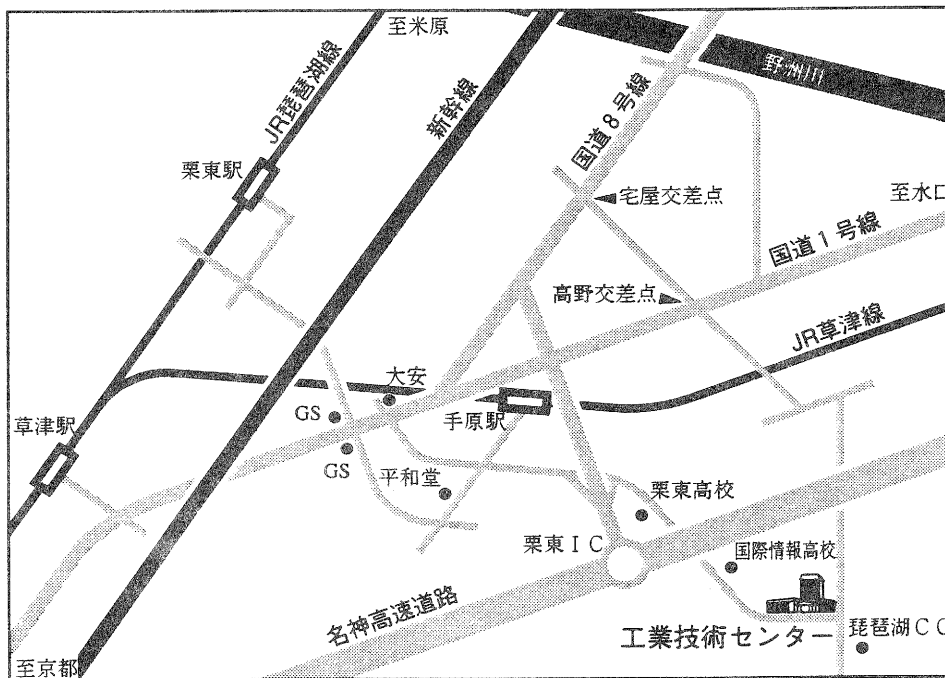 至米原
JR琵琶湖線
新幹線
国道8号線
野洲川
栗東駅
宅屋交差点
至水口
国道1号線
高野交差点
JR草津線
大安
GS
手原駅
草津駅
GS
平和堂
栗東高校
栗東IC
国際情報高校
名神高速道路
工業技術センター
琵琶湖CC
至京都